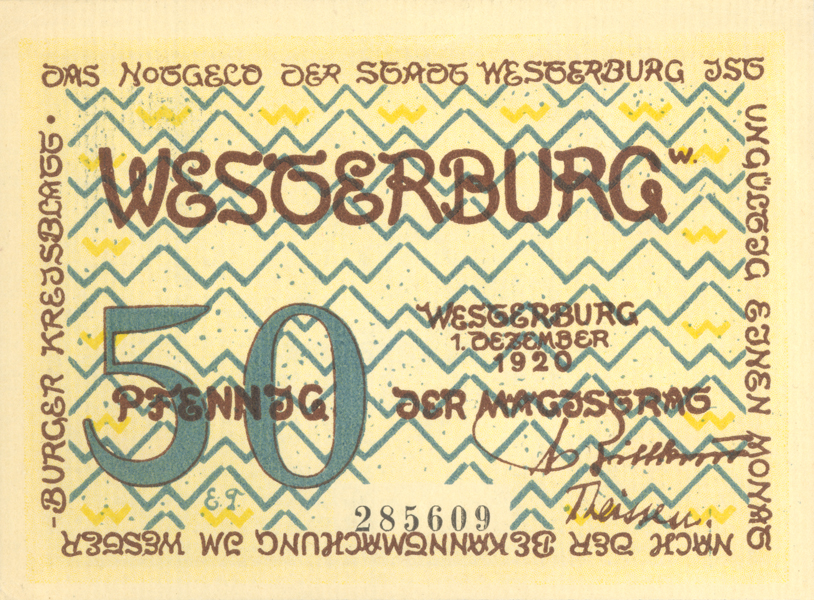 DAS NOTGELD DER STADT WESTERBURG IST
UNGÜLTIG EINEN MONAT
NACH DER BEKANNTMACHUNG IM WESTER
-BURGER KREISBLATT •
WESTERBURG W.
50
PFENNIG
WESTERBURG
1. DEZEMBER
1920
DER MAGISTRAT
Theissen.
E T
285609